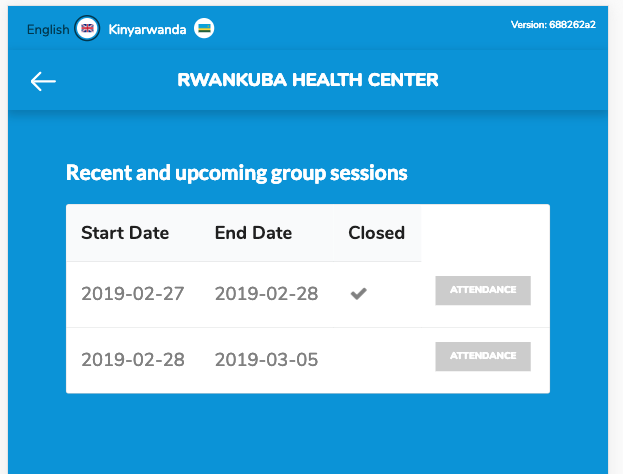 English Kinyarwanda Version: 688262a2
RWANKUBA HEALTH CENTER
Recent and upcoming group sessions
Start Date End Date Closed
2019-02-27 2019-02-28 ATTENDANCE
2019-02-28 2019-03-05 ATTENDANCE